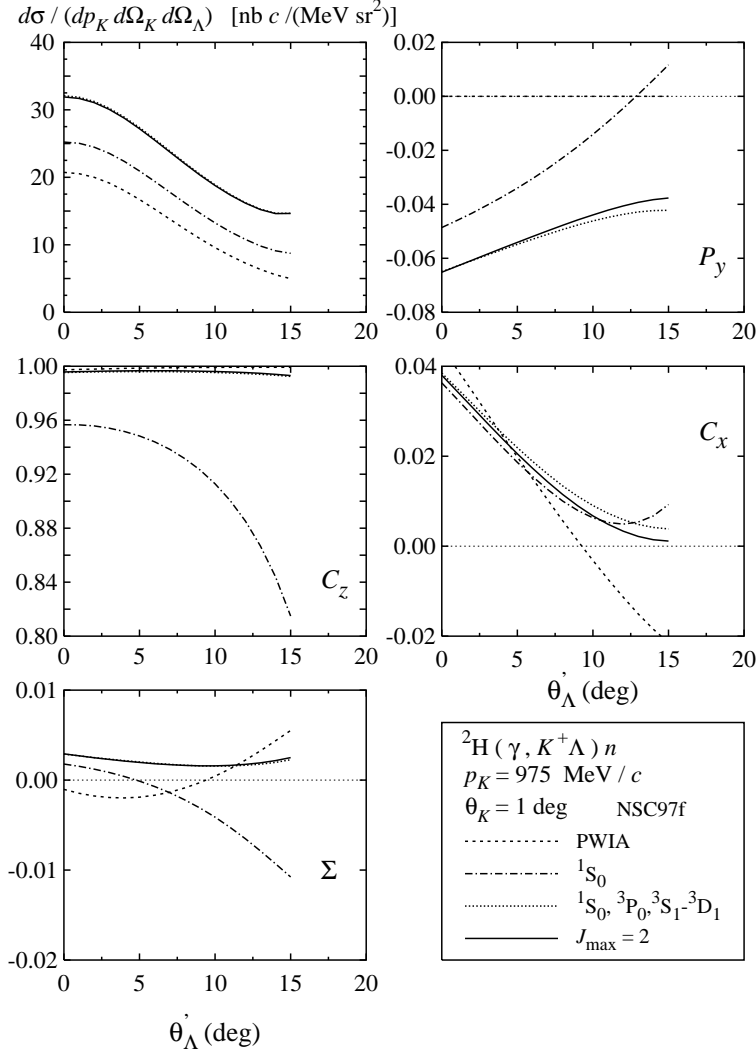 dσ / (dp_K dΩ_K dΩ_Λ) [nb c /(MeV sr²)]
40
30
20
10
0
0 5 10 15 20
0.02
0.00
-0.02
-0.04
-0.06
-0.08
P_y
0 5 10 15 20
1.00
0.96
0.92
0.88
0.84
0.80
C_z
0 5 10 15 20
0.04
0.02
0.00
-0.02
C_x
0 5 10 15 20
θ'_Λ (deg)
0.01
0.00
-0.01
-0.02
Σ
0 5 10 15 20
θ'_Λ (deg)
²H ( γ , K⁺ Λ ) n
p_K = 975 MeV / c
θ_K = 1 deg NSC97f
PWIA
¹S₀
¹S₀, ³P₀,³S₁-³D₁
J_max = 2